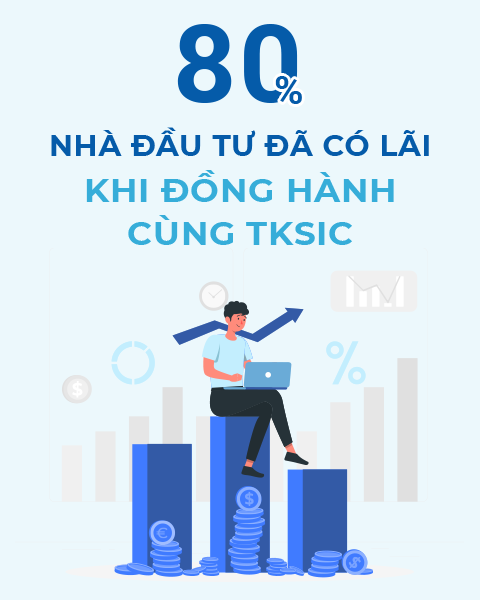 80%
NHÀ ĐẦU TƯ ĐÃ CÓ LÃI
KHI ĐỒNG HÀNH
CÙNG TKSIC
%
$
$
€
$